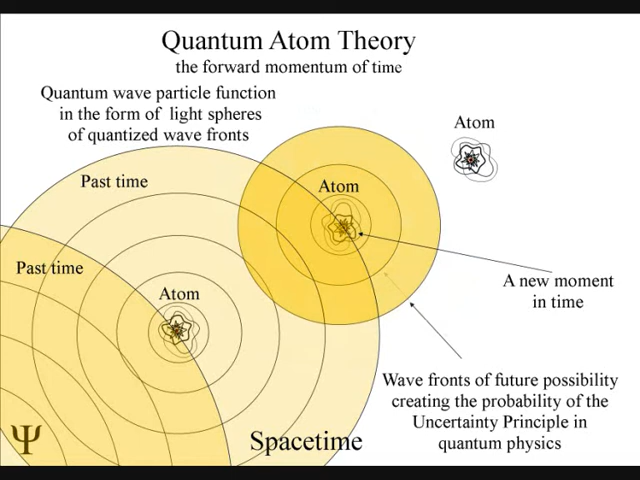 Quantum Atom Theory
the forward momentum of time
Quantum wave particle function
in the form of light spheres
of quantized wave fronts
Atom
Past time
Atom
Past time
Atom
A new moment
in time
Wave fronts of future possibility
creating the probability of the
Uncertainty Principle in
quantum physics
Spacetime
Ψ